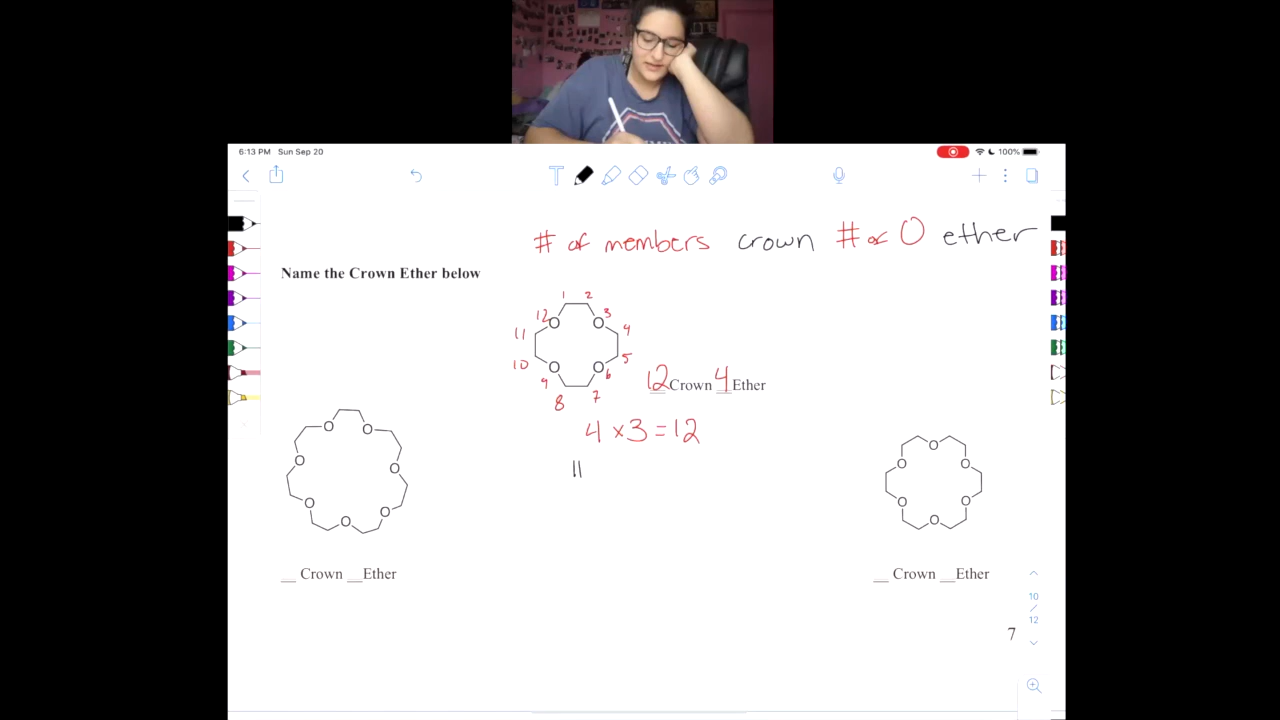 6:13 PM Sun Sep 20
100%
# of members crown # of O ether
Name the Crown Ether below
1 2
12 O O 3
11 4
10 O O 5
9 6
8 7
12 Crown 4 Ether
4 x 3 = 12
11
O O
O O
O O
O
O
O O
O O
O
__ Crown __Ether
__ Crown __Ether
10
/
12
7